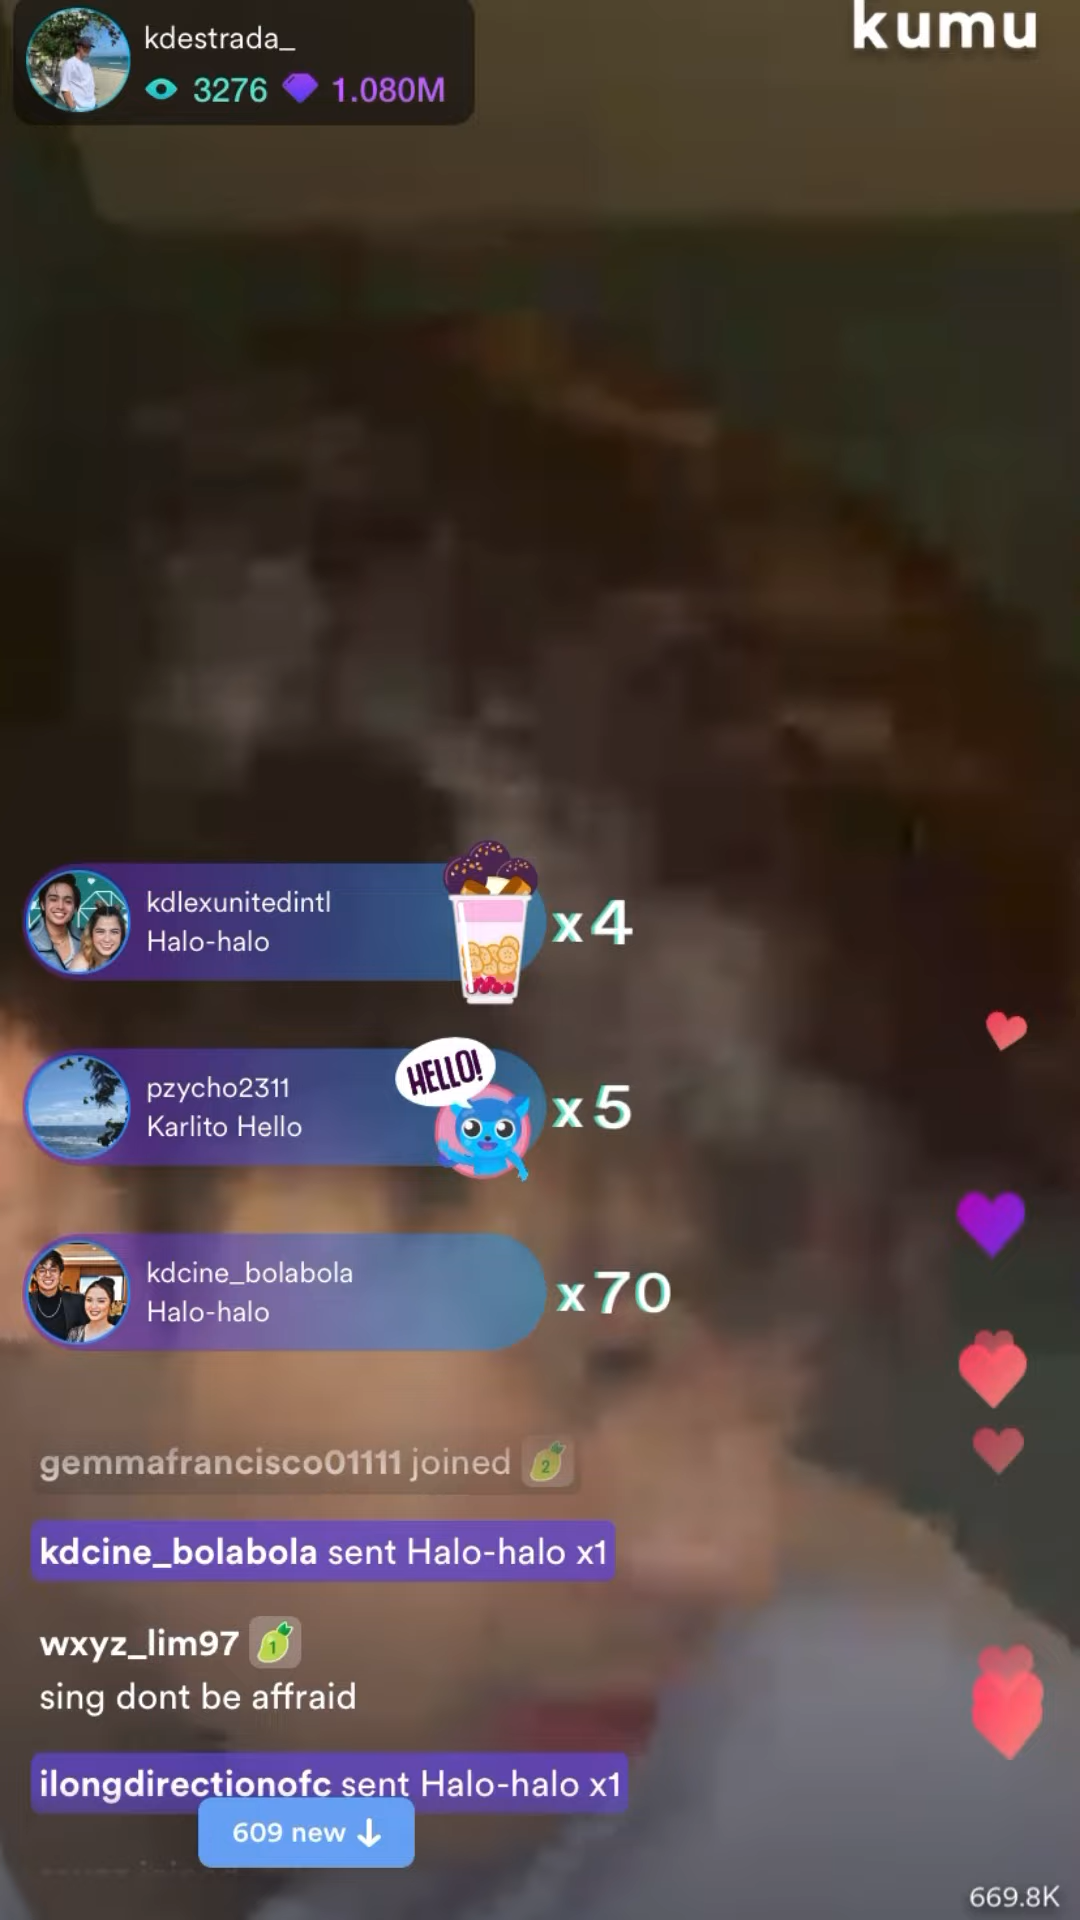 kdestrada_
kumu
3276 1.080M
kdlexunitedintl
Halo-halo
x4
HELLO!
pzycho2311
Karlito Hello
x5
kdcine_bolabola
Halo-halo
x70
gemmafrancisco01111 joined 2
kdcine_bolabola sent Halo-halo x1
wxyz_lim97 1
sing dont be affraid
ilongdirectionofc sent Halo-halo x1
609 new ↓
669.8K